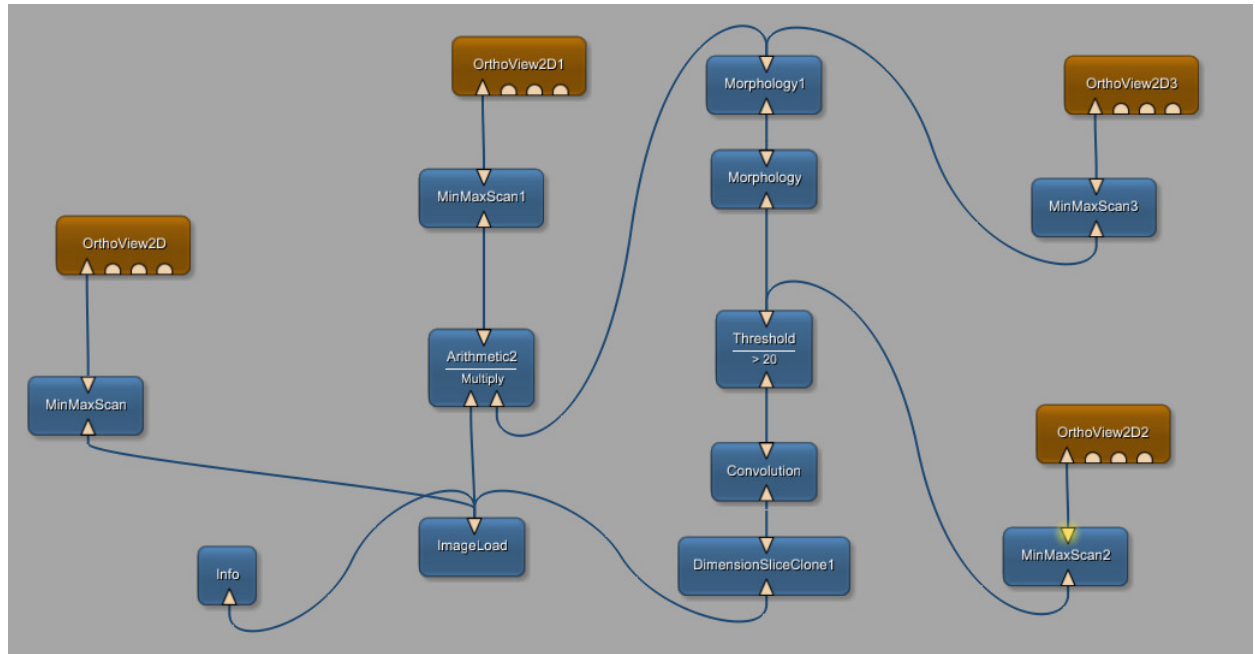 OrthoView2D1
Morphology1
OrthoView2D3
Morphology
MinMaxScan1
MinMaxScan3
OrthoView2D
Threshold
> 20
Arithmetic2
Multiply
MinMaxScan
OrthoView2D2
Convolution
ImageLoad
MinMaxScan2
DimensionSliceClone1
Info